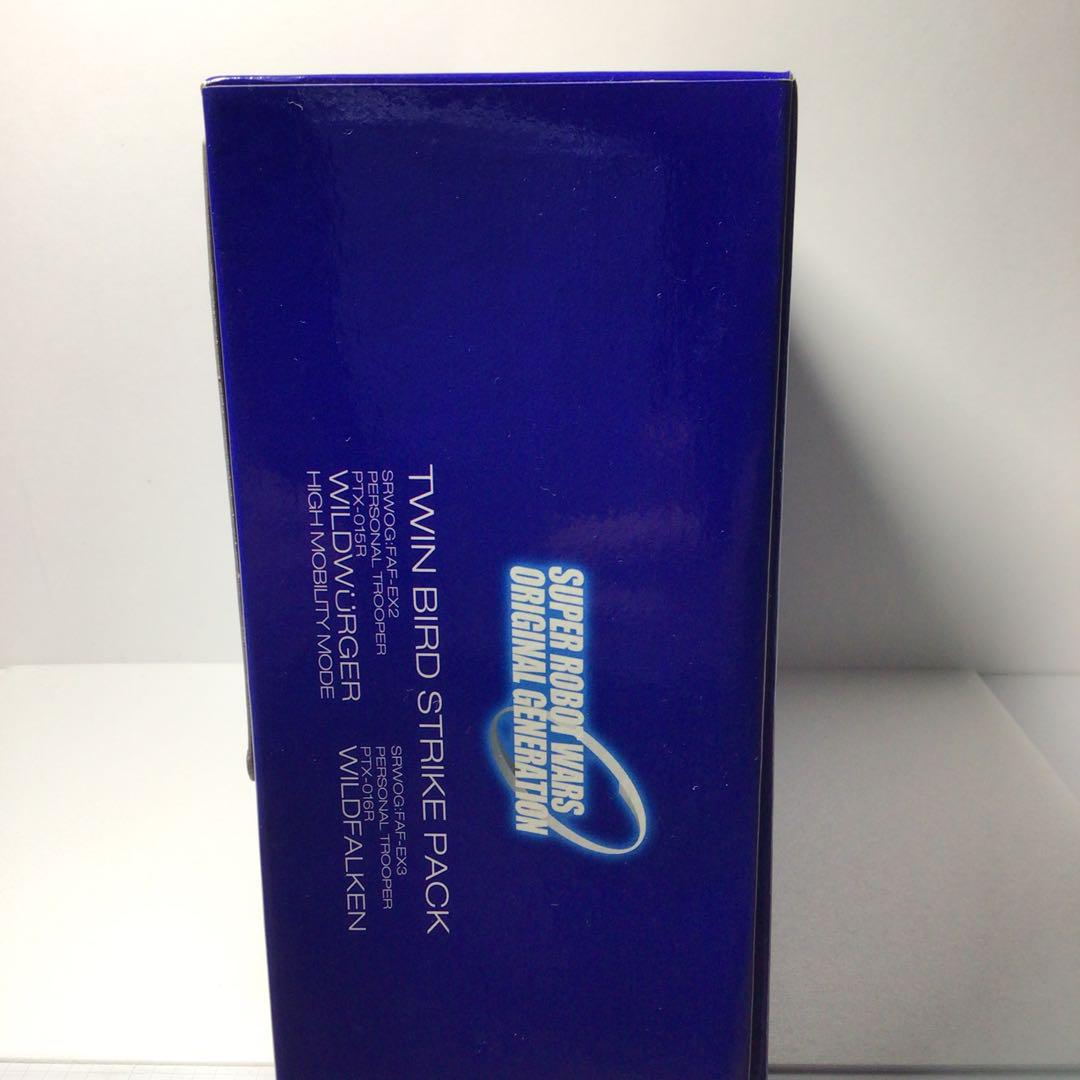 SUPER ROBOT WARS
ORIGINAL GENERATION
TWIN BIRD STRIKE PACK
SRWOG:FAF-EX2
PERSONAL TROOPER
PTX-015R
WILDWÜRGER
HIGH MOBILITY MODE
SRWOG:FAF-EX3
PERSONAL TROOPER
PTX-016R
WILDFALKEN